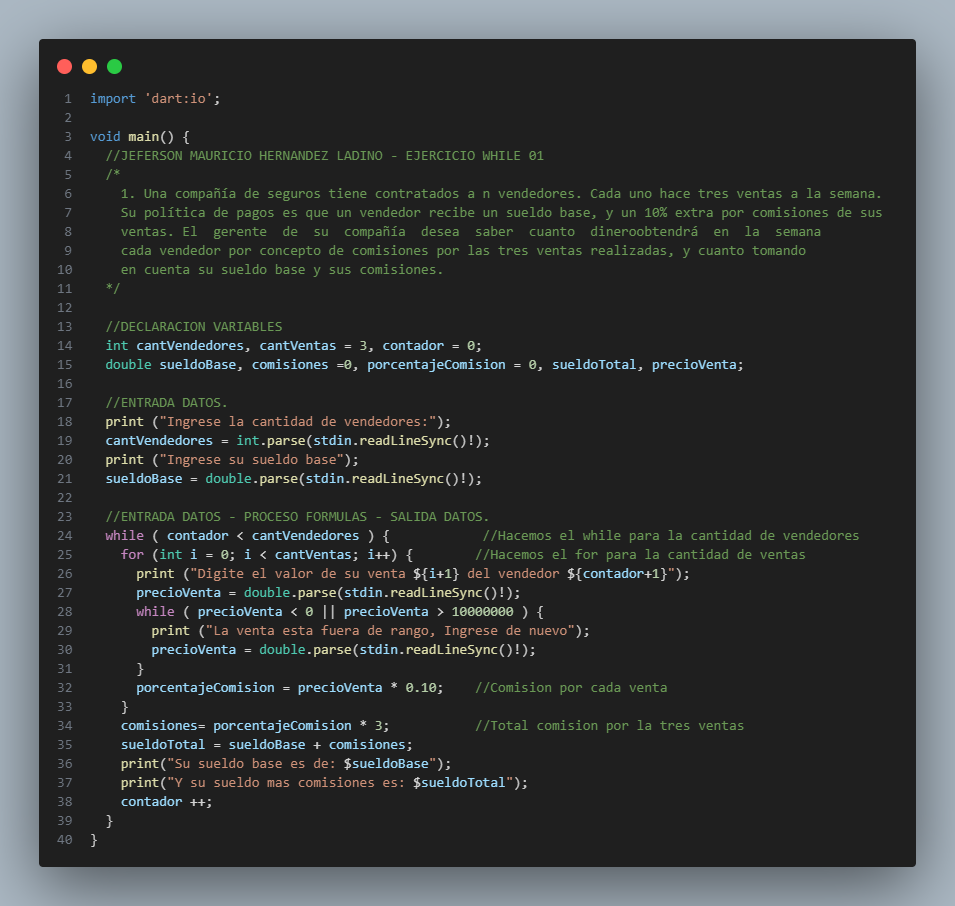 1 import 'dart:io';
2
3 void main() {
4   //JEFERSON MAURICIO HERNANDEZ LADINO - EJERCICIO WHILE 01
5   /*
6     1. Una compañía de seguros tiene contratados a n vendedores. Cada uno hace tres ventas a la semana.
7     Su política de pagos es que un vendedor recibe un sueldo base, y un 10% extra por comisiones de sus
8     ventas. El  gerente  de  su  compañía  desea  saber  cuanto  dineroobtendrá  en  la  semana
9     cada vendedor por concepto de comisiones por las tres ventas realizadas, y cuanto tomando
10     en cuenta su sueldo base y sus comisiones.
11   */
12
13   //DECLARACION VARIABLES
14   int cantVendedores, cantVentas = 3, contador = 0;
15   double sueldoBase, comisiones =0, porcentajeComision = 0, sueldoTotal, precioVenta;
16
17   //ENTRADA DATOS.
18   print ("Ingrese la cantidad de vendedores:");
19   cantVendedores = int.parse(stdin.readLineSync()!);
20   print ("Ingrese su sueldo base");
21   sueldoBase = double.parse(stdin.readLineSync()!);
22
23   //ENTRADA DATOS - PROCESO FORMULAS - SALIDA DATOS.
24   while ( contador < cantVendedores ) {            //Hacemos el while para la cantidad de vendedores
25     for (int i = 0; i < cantVentas; i++) {        //Hacemos el for para la cantidad de ventas
26       print ("Digite el valor de su venta ${i+1} del vendedor ${contador+1}");
27       precioVenta = double.parse(stdin.readLineSync()!);
28       while ( precioVenta < 0 || precioVenta > 10000000 ) {
29         print ("La venta esta fuera de rango, Ingrese de nuevo");
30         precioVenta = double.parse(stdin.readLineSync()!);
31       }
32       porcentajeComision = precioVenta * 0.10;    //Comision por cada venta
33     }
34     comisiones= porcentajeComision * 3;           //Total comision por la tres ventas
35     sueldoTotal = sueldoBase + comisiones;
36     print("Su sueldo base es de: $sueldoBase");
37     print("Y su sueldo mas comisiones es: $sueldoTotal");
38     contador ++;
39   }
40 }